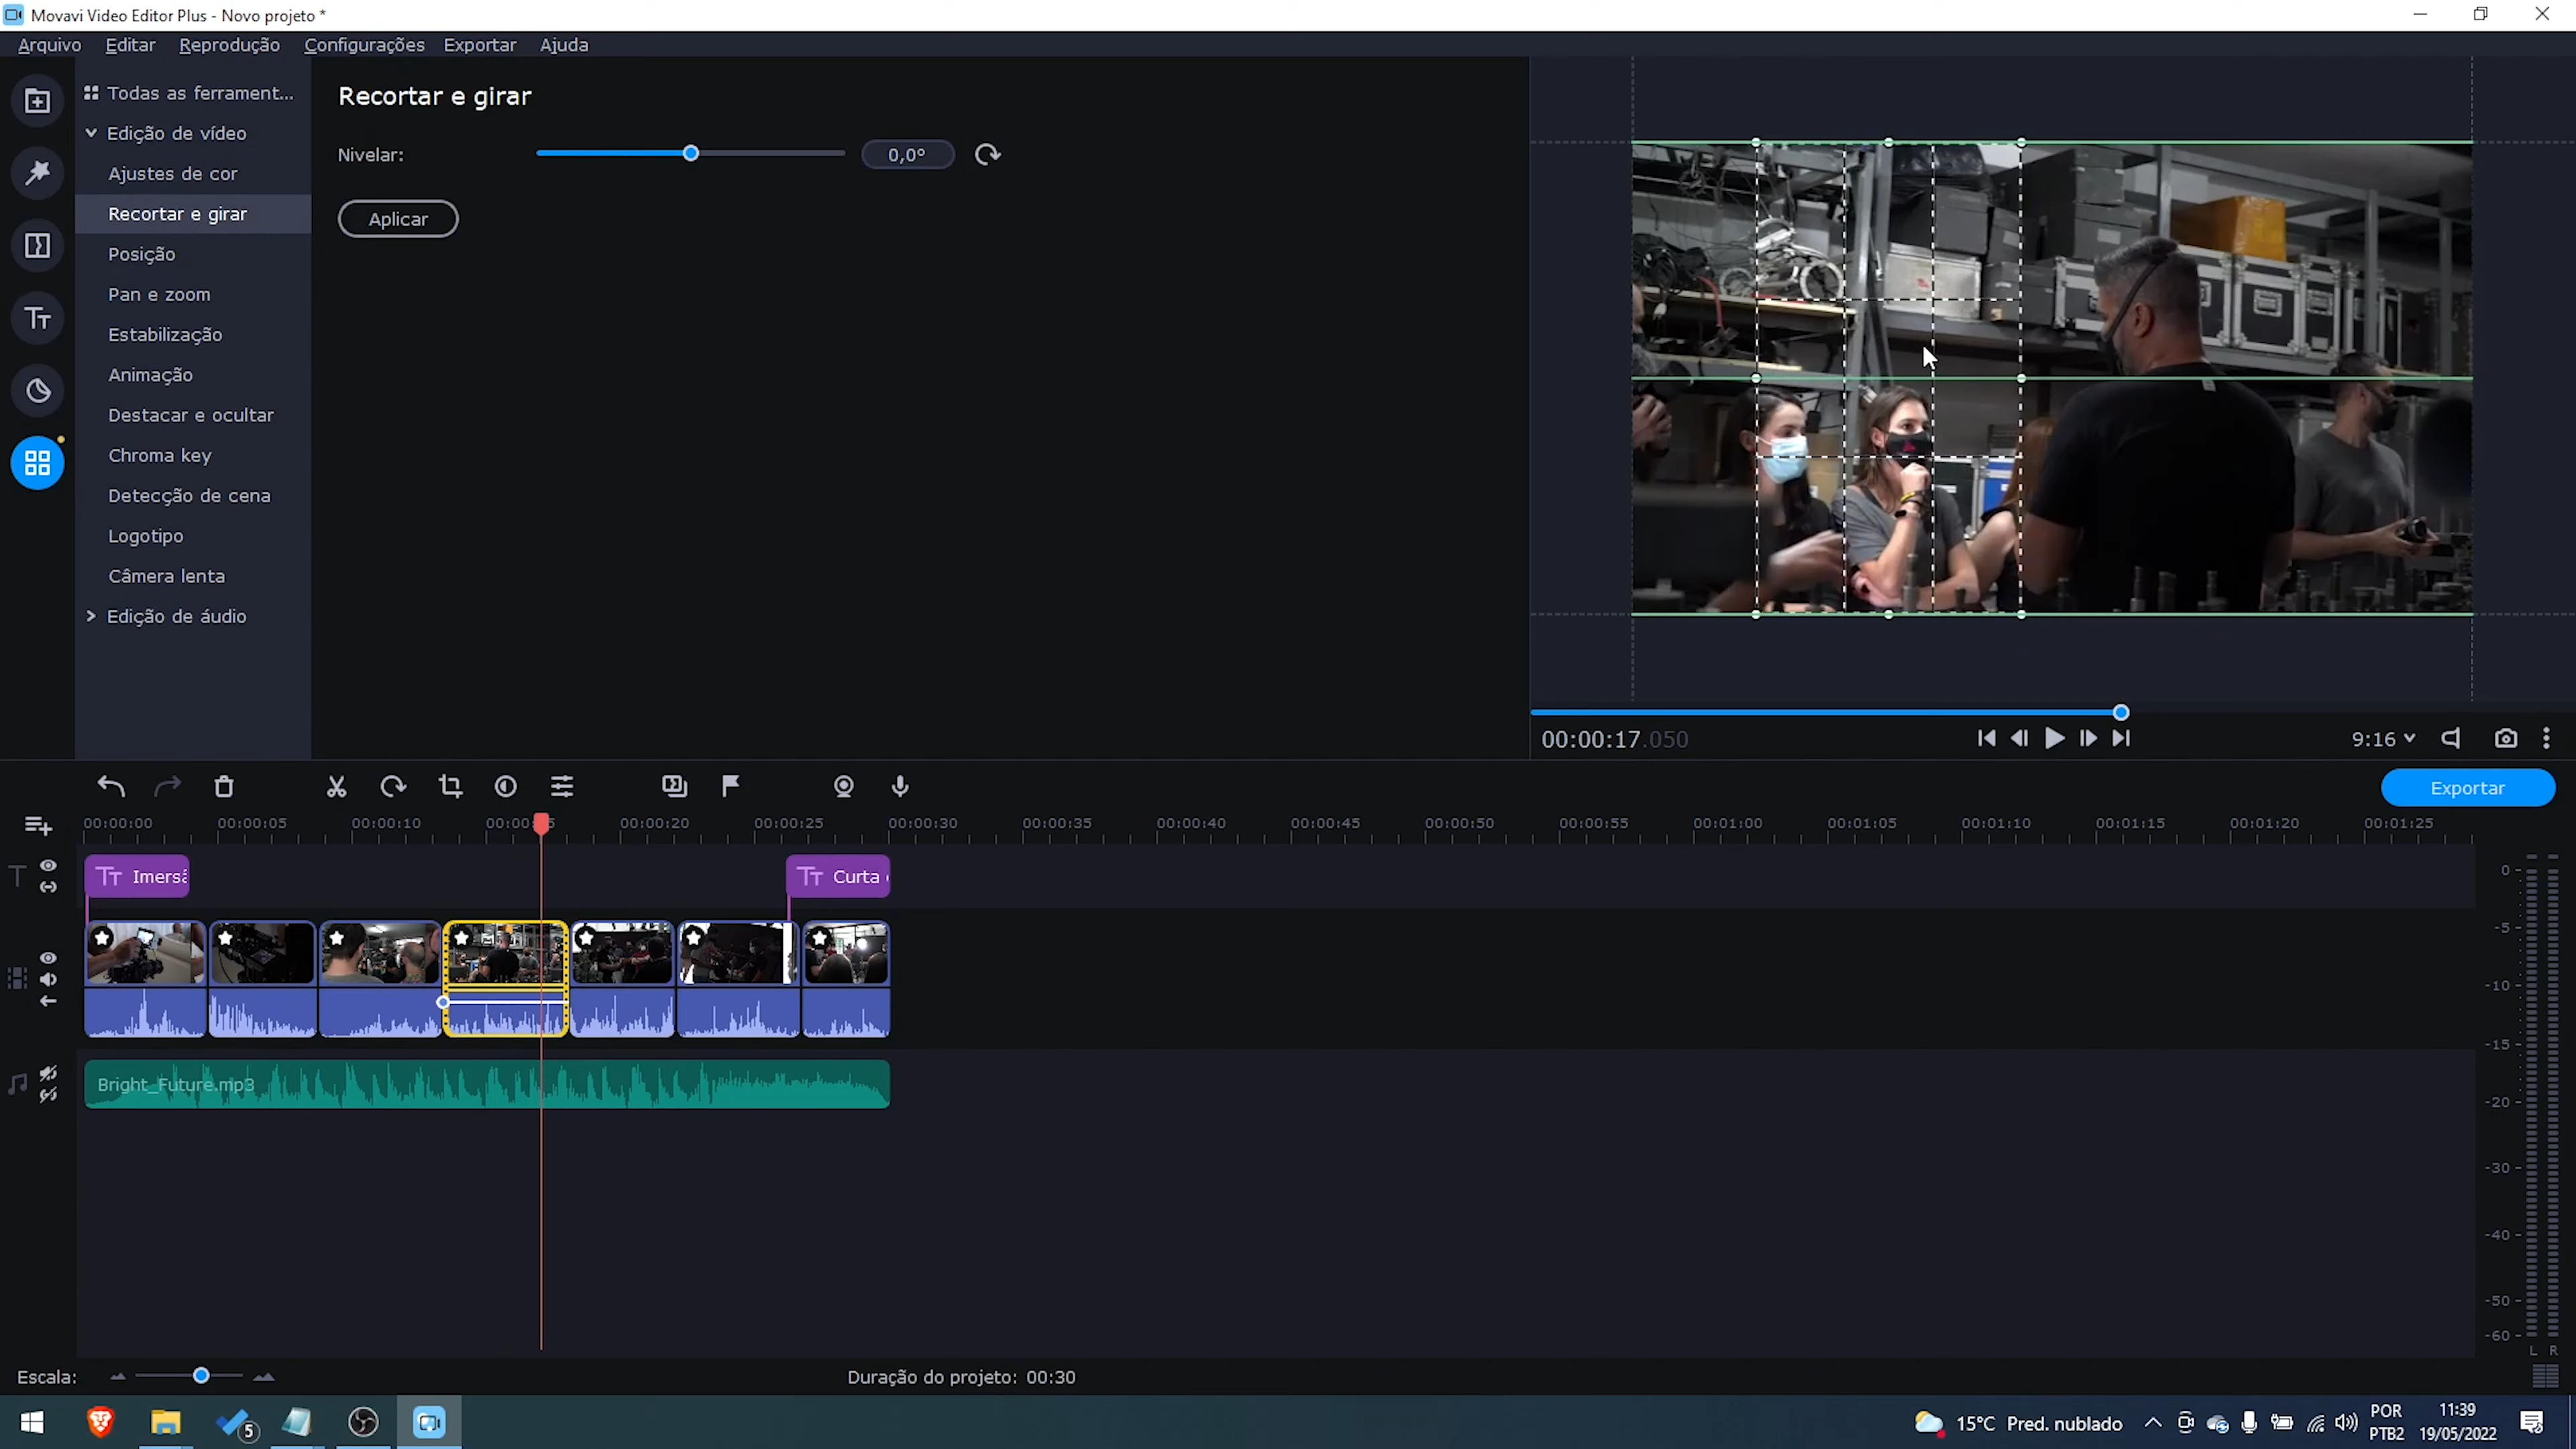 Movavi Video Editor Plus - Novo projeto *
Arquivo Editar Reprodução Configurações Exportar Ajuda
Todas as ferrament...
Edição de vídeo
Ajustes de cor
Recortar e girar
Posição
Pan e zoom
Estabilização
Animação
Destacar e ocultar
Chroma key
Detecção de cena
Logotipo
Câmera lenta
Edição de áudio
Recortar e girar
Nivelar: 0,0°
Aplicar
00:00:17.050
9:16
Exportar
00:00:00 00:00:05 00:00:10 00:00:20 00:00:25 00:00:30 00:00:35 00:00:40 00:00:45 00:00:50 00:00:55 00:01:00 00:01:05 00:01:10 00:01:15 00:01:20 00:01:25
Tт Imersã
Tт Curta
Bright_Future.mp3
0
-5
-10
-15
-20
-30
-40
-50
-60
L R
Escala:
Duração do projeto: 00:30
5
15°C Pred. nublado
POR
PTB2
11:39
19/05/2022